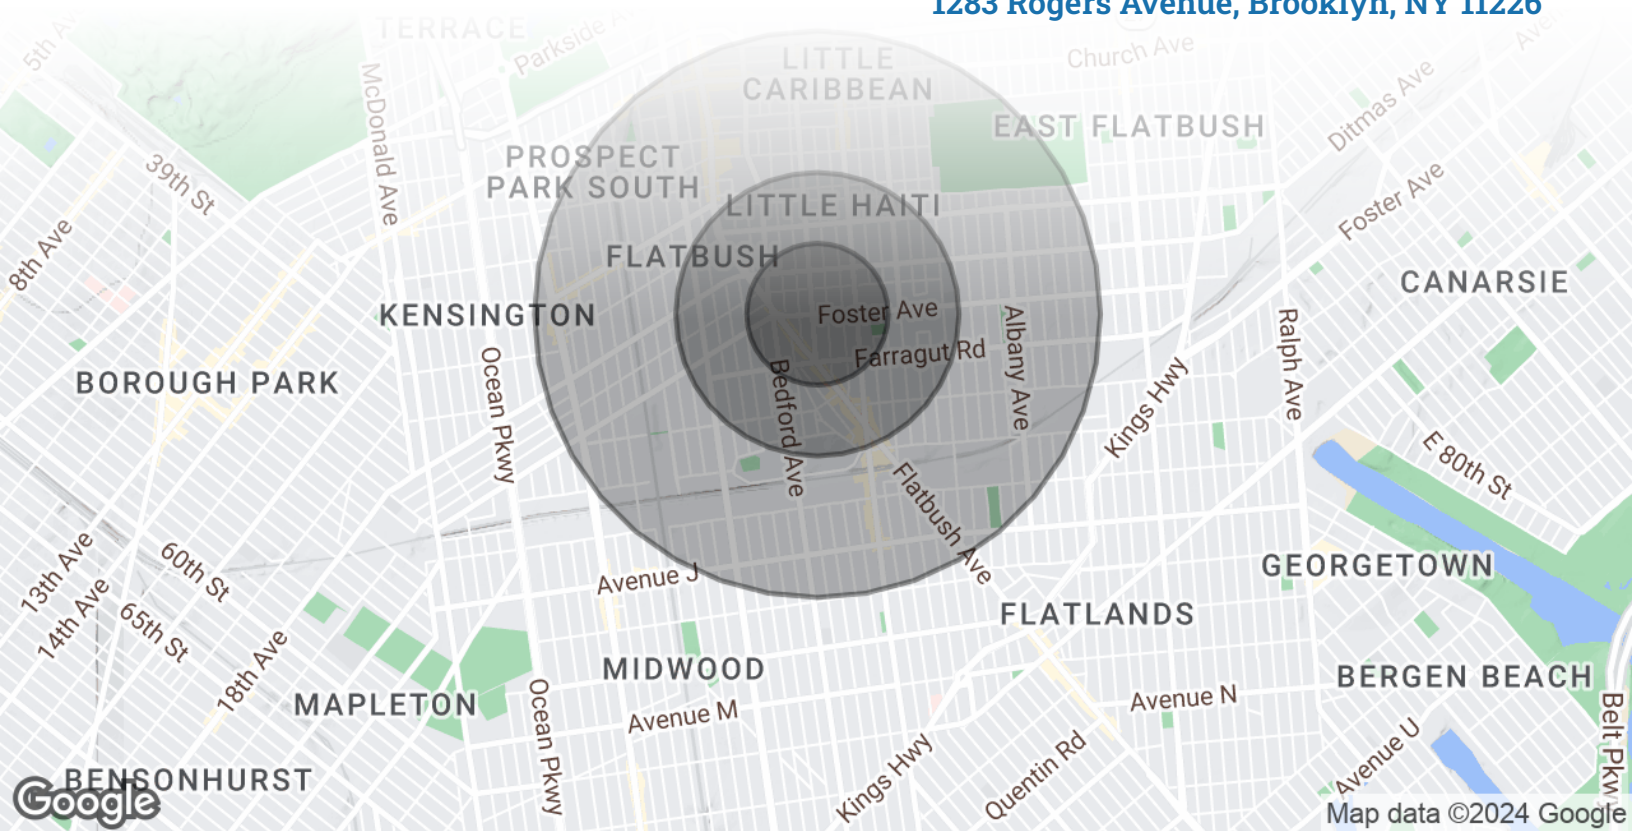 1283 Rogers Avenue, Brooklyn, NY 11226
5th Av
TERRACE
Parkside A
McDonald Ave
LITTLE
CARIBBEAN
Church Ave
Ave
Ditmas Ave
EAST FLATBUSH
39th St
PROSPECT
PARK SOUTH
LITTLE HAITI
Foster Ave
8th Ave
FLATBUSH
CANARSIE
KENSINGTON
Foster Ave
Albany Ave
Ralph Ave
Farragut Rd
BOROUGH PARK
Ocean Pkwy
Bedford Ave
Kings Hwy
E 80th St
Flatbush Ave
13th Ave
14th Ave
60th St
65th St
Avenue J
GEORGETOWN
FLATLANDS
18th Ave
MIDWOOD
BERGEN BEACH
MAPLETON
Ocean Pkwy
Avenue M
Avenue N
Belt Pkwy
BENSONHURST
Kings Hwy
Quentin Rd
Avenue U
Google
Map data ©2024 Google